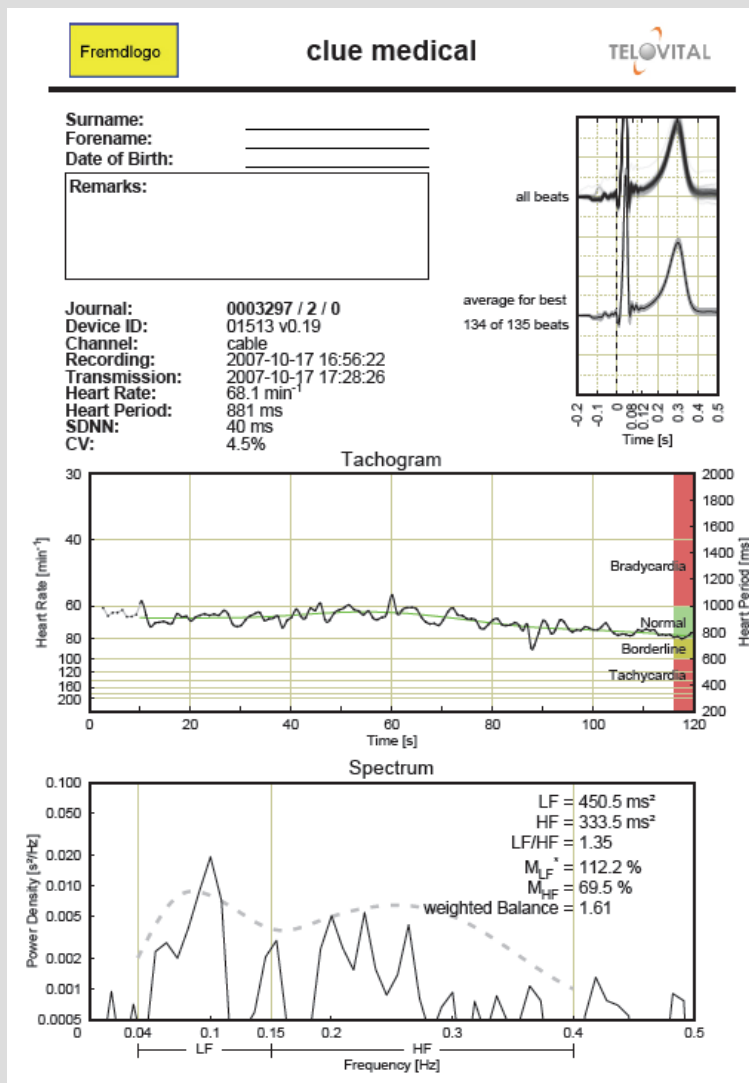 Fremdlogo
clue medical
TELOVITAL
Surname:
Forename:
Date of Birth:
Remarks:
all beats
average for best
134 of 135 beats
-0.2 -0.1 0 0.08 0.12 0.2 0.3 0.4 0.5
Time [s]
Journal: 0003297 / 2 / 0
Device ID: 01513 v0.19
Channel: cable
Recording: 2007-10-17 16:56:22
Transmission: 2007-10-17 17:28:26
Heart Rate: 68.1 min⁻¹
Heart Period: 881 ms
SDNN: 40 ms
CV: 4.5%
Tachogram
Heart Rate [min⁻¹]
30
40
60
80
100
120
160
200
Bradycardia
Normal
Borderline
Tachycardia
2000
1800
1600
1400
1200
1000
800
600
400
200
Heart Period [ms]
0 20 40 60 80 100 120
Time [s]
Spectrum
Power Density [s²/Hz]
0.100
0.050
0.020
0.010
0.005
0.002
0.001
0.0005
LF = 450.5 ms²
HF = 333.5 ms²
LF/HF = 1.35
M_LF* = 112.2 %
M_HF = 69.5 %
weighted Balance = 1.61
0 0.04 0.1 0.15 0.2 0.3 0.4 0.5
LF HF
Frequency [Hz]